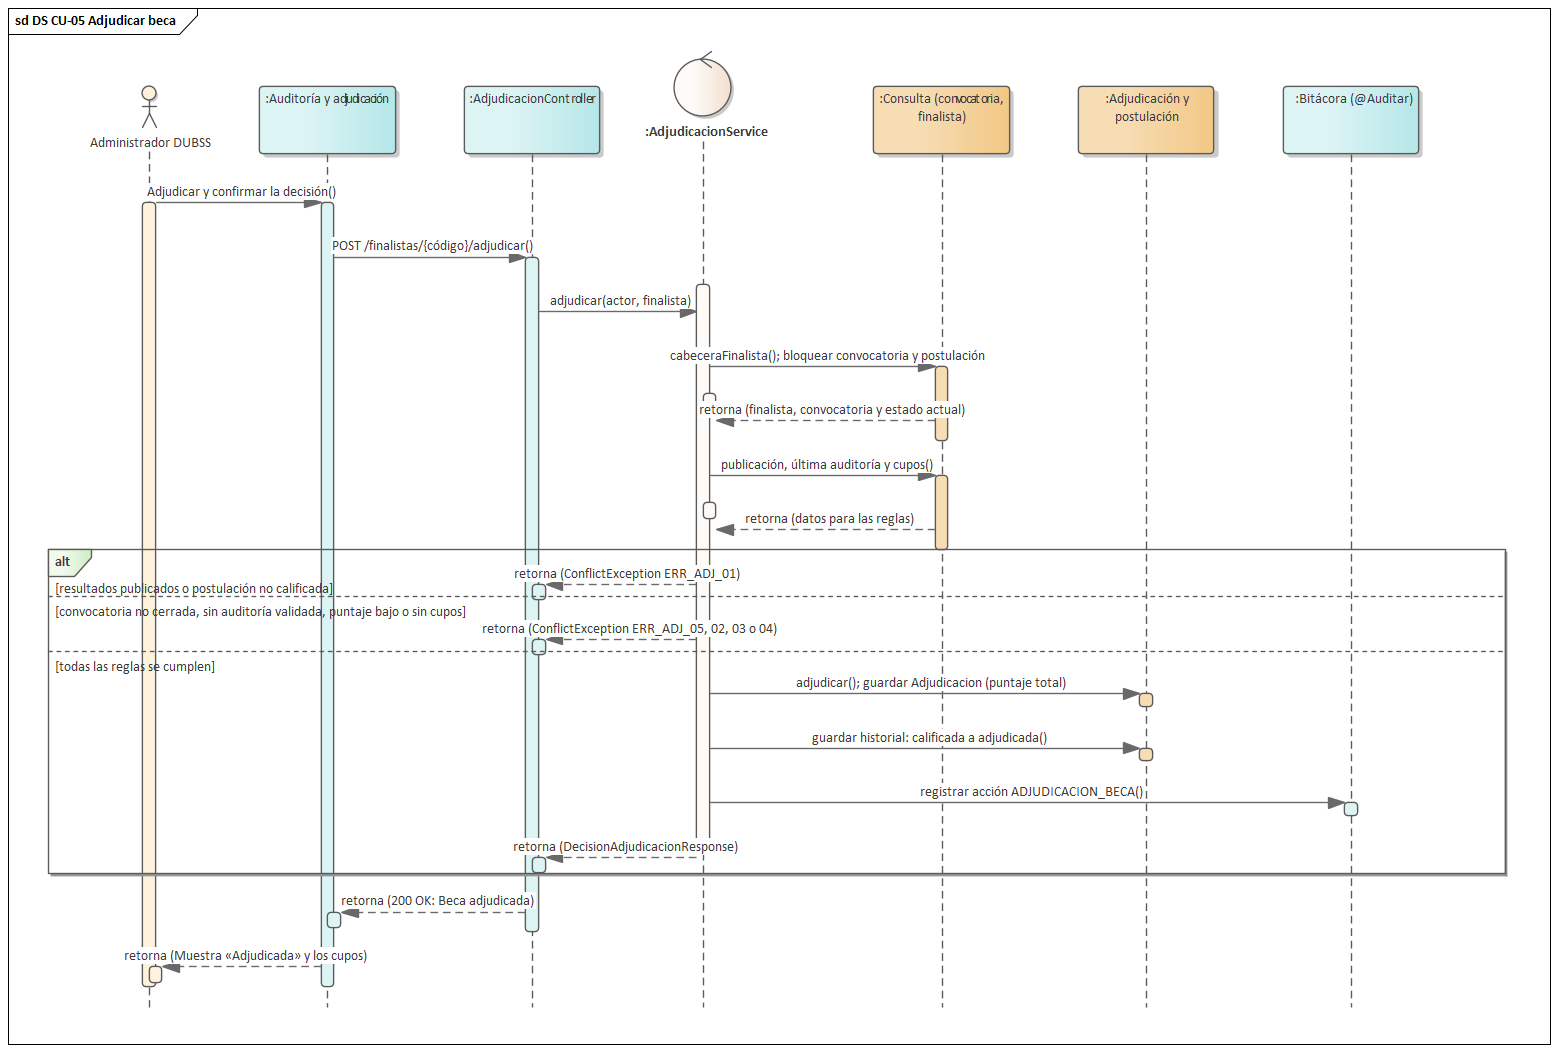 sd DS CU-05 Adjudicar beca
Administrador DUBSS
:Auditoría y adjudicación
:AdjudicacionController
:AdjudicacionService
:Consulta (convocatoria,
finalista)
:Adjudicación y
postulación
:Bitácora (@Auditar)
Adjudicar y confirmar la decisión()
POST /finalistas/{código}/adjudicar()
adjudicar(actor, finalista)
cabeceraFinalista(); bloquear convocatoria y postulación
retorna (finalista, convocatoria y estado actual)
publicación, última auditoría y cupos()
retorna (datos para las reglas)
alt
retorna (ConflictException ERR_ADJ_01)
[resultados publicados o postulación no calificada]
[convocatoria no cerrada, sin auditoría validada, puntaje bajo o sin cupos]
retorna (ConflictException ERR_ADJ_05, 02, 03 o 04)
[todas las reglas se cumplen]
adjudicar(); guardar Adjudicacion (puntaje total)
guardar historial: calificada a adjudicada()
registrar acción ADJUDICACION_BECA()
retorna (DecisionAdjudicacionResponse)
retorna (200 OK: Beca adjudicada)
retorna (Muestra «Adjudicada» y los cupos)